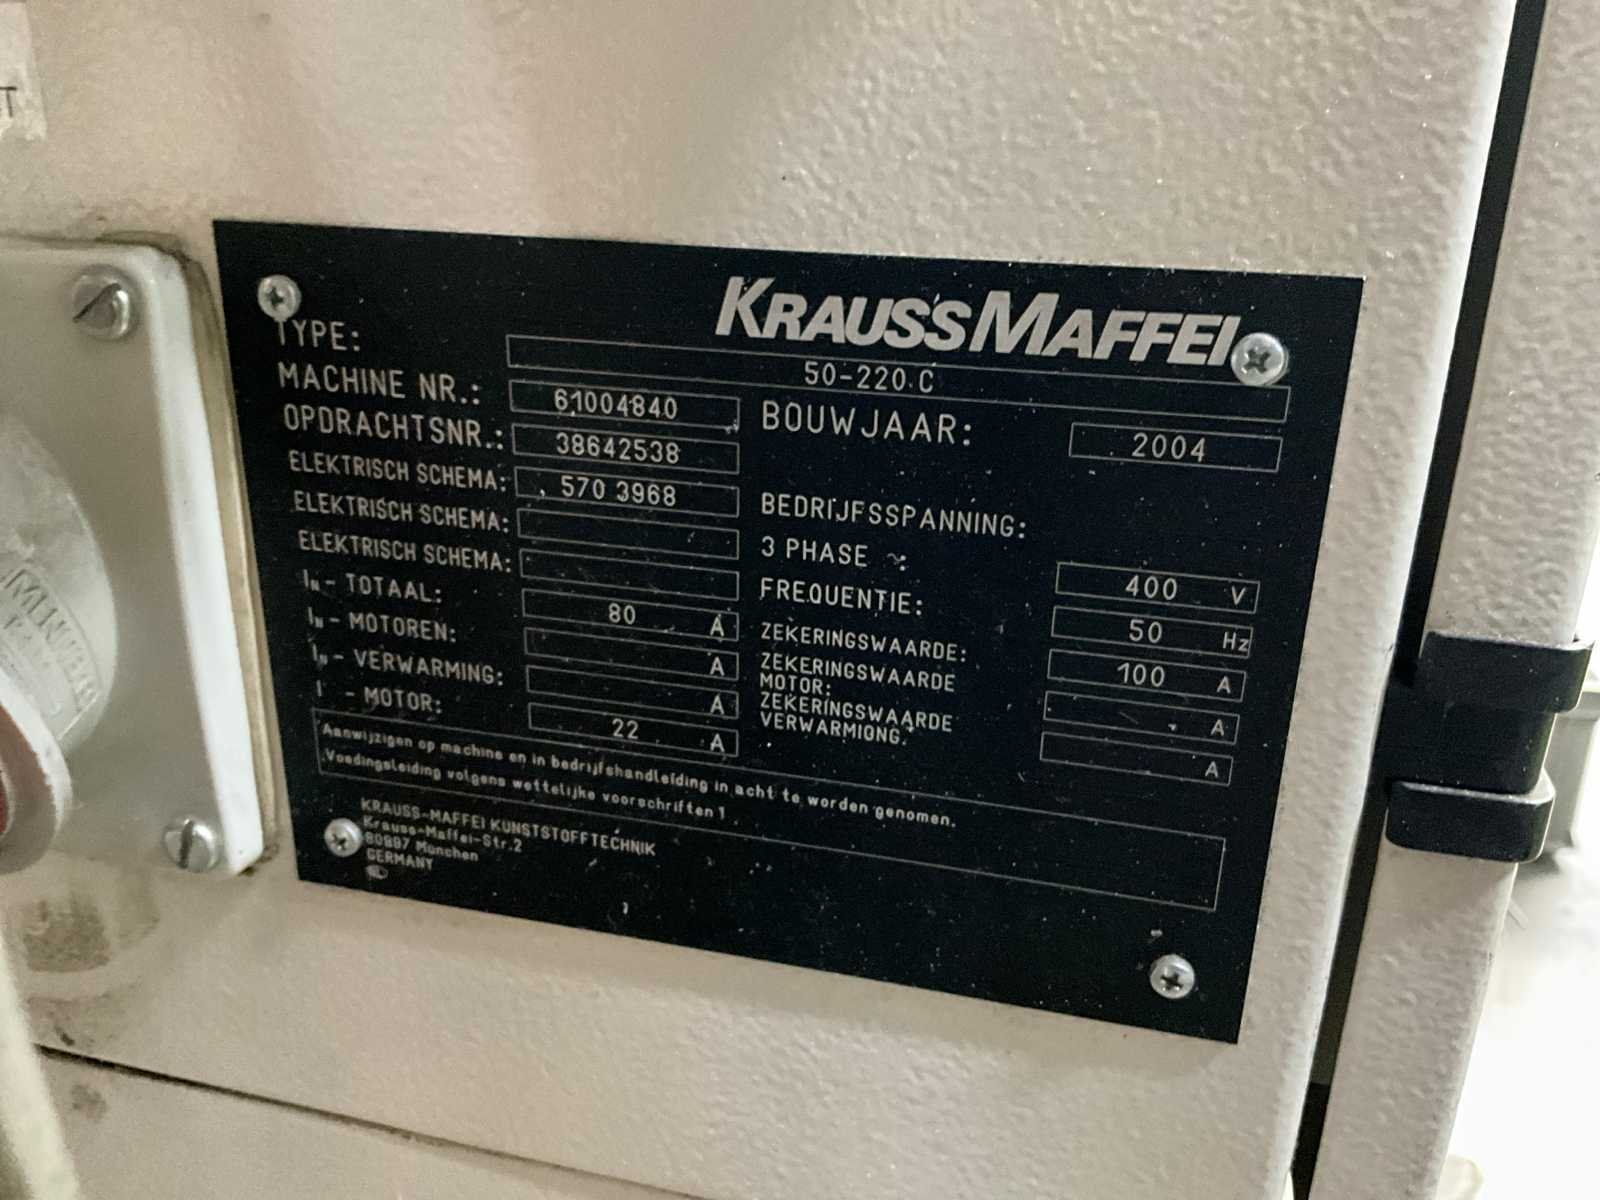 KRAUSSMAFFEI
TYPE: 50-220 C
MACHINE NR.: 61004840 BOUWJAAR: 2004
OPDRACHTSNR.: 38642538
ELEKTRISCH SCHEMA: 570 3968
ELEKTRISCH SCHEMA:
ELEKTRISCH SCHEMA:
BEDRIJFSSPANNING:
3 PHASE ~: 400 V
FREQUENTIE: 50 Hz
IN - TOTAAL: 80 A
ZEKERINGSWAARDE: 100 A
IN - MOTOREN: A
ZEKERINGSWAARDE
MOTOR: A
IN - VERWARMING: A
ZEKERINGSWAARDE
VERWARMIONG. A
I - MOTOR: 22 A
Aanwijzigen op machine en in bedrijfshandleiding in acht te worden genomen.
Voedingsleiding volgens wettelijke voorschriften 1
KRAUSS-MAFFEI KUNSTSTOFFTECHNIK
Krauss-Maffei-Str.2
80997 Munchen
GERMANY